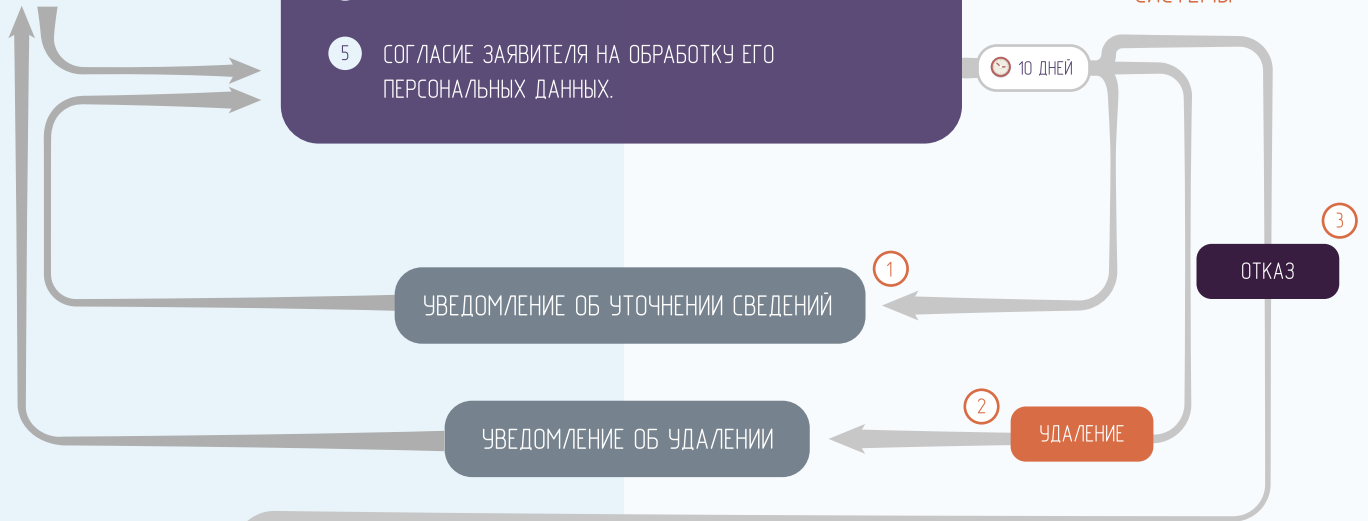 СИСТЕМЫ
5 СОГЛАСИЕ ЗАЯВИТЕЛЯ НА ОБРАБОТКУ ЕГО
ПЕРСОНАЛЬНЫХ ДАННЫХ.
10 ДНЕЙ
3
ОТКАЗ
1
УВЕДОМЛЕНИЕ ОБ УТОЧНЕНИИ СВЕДЕНИЙ
2
УДАЛЕНИЕ
УВЕДОМЛЕНИЕ ОБ УДАЛЕНИИ